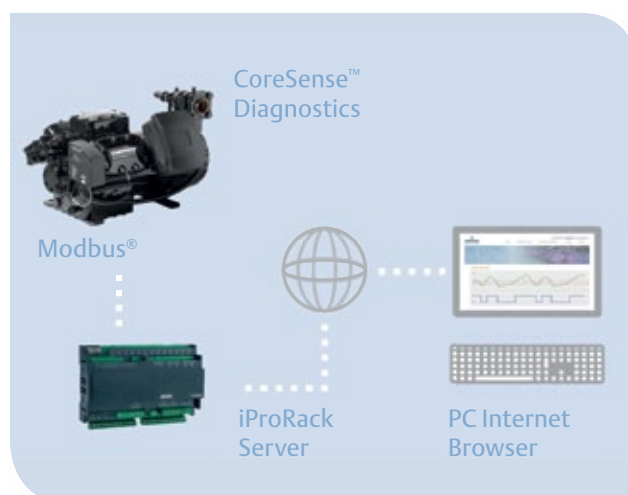 CoreSense™
Diagnostics
Modbus®
iProRack
Server
PC Internet
Browser